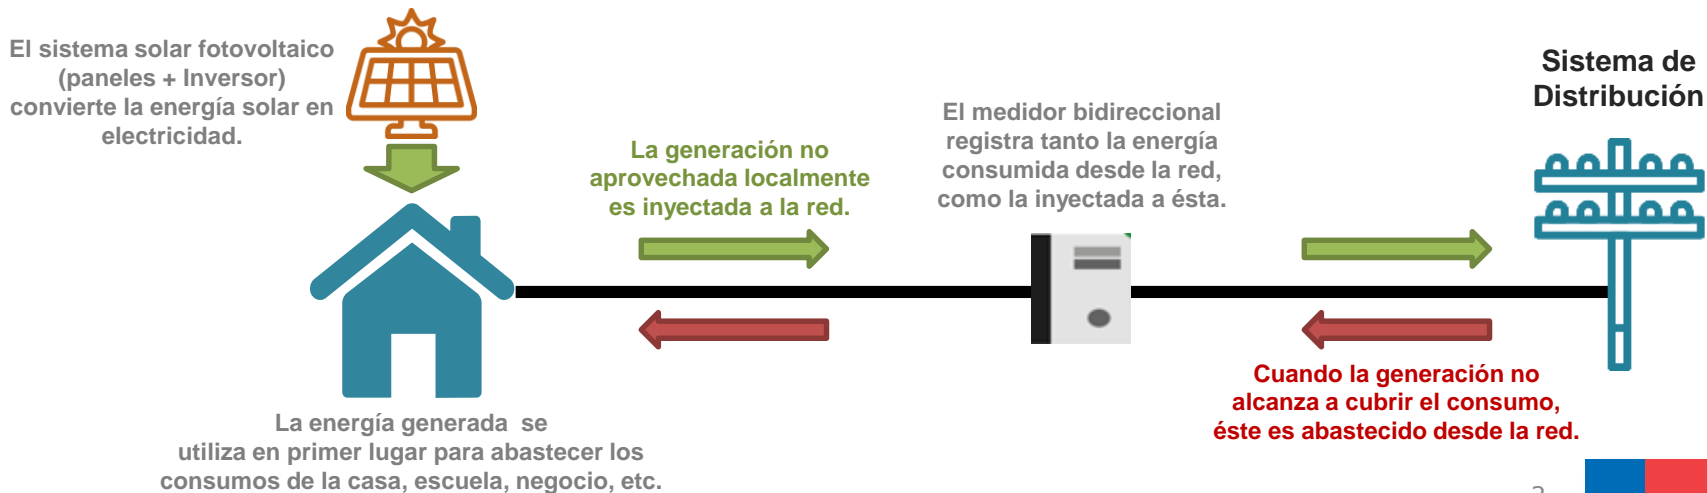 El sistema solar fotovoltaico
(paneles + Inversor)
convierte la energía solar en
electricidad.
La generación no
aprovechada localmente
es inyectada a la red.
El medidor bidireccional
registra tanto la energía
consumida desde la red,
como la inyectada a ésta.
Sistema de
Distribución
Cuando la generación no
alcanza a cubrir el consumo,
éste es abastecido desde la red.
La energía generada se
utiliza en primer lugar para abastecer los
consumos de la casa, escuela, negocio, etc.